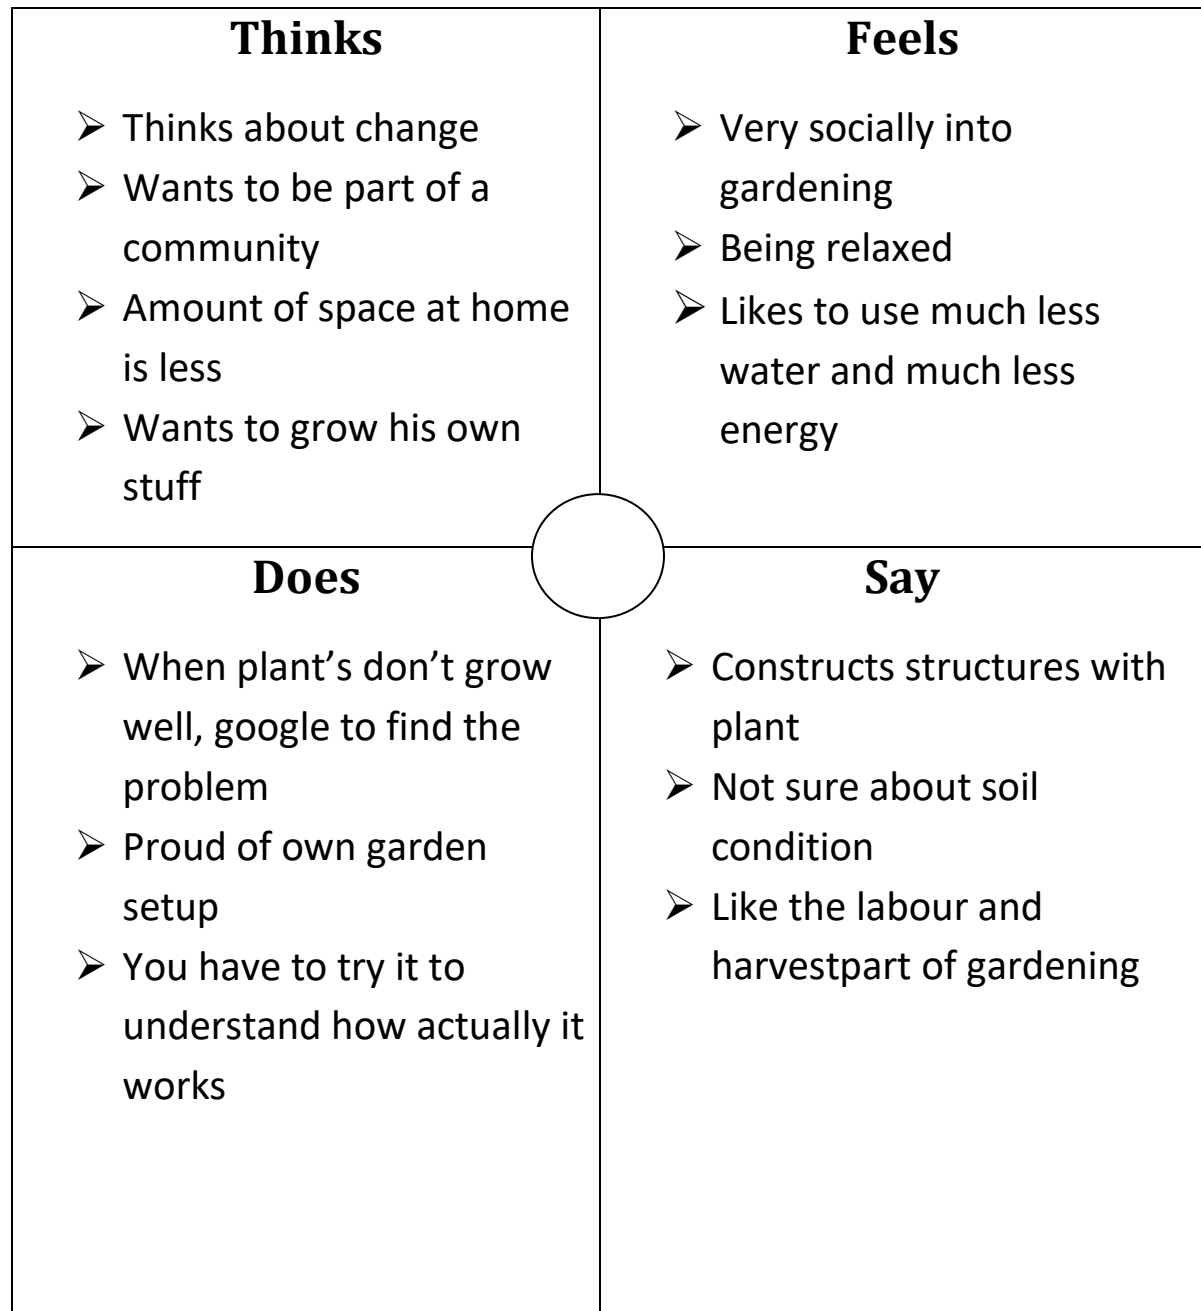 Thinks
➢ Thinks about change
➢ Wants to be part of a
community
➢ Amount of space at home
is less
➢ Wants to grow his own
stuff
Feels
➢ Very socially into
gardening
➢ Being relaxed
➢ Likes to use much less
water and much less
energy
Does
➢ When plant’s don’t grow
well, google to find the
problem
➢ Proud of own garden
setup
➢ You have to try it to
understand how actually it
works
Say
➢ Constructs structures with
plant
➢ Not sure about soil
condition
➢ Like the labour and
harvestpart of gardening